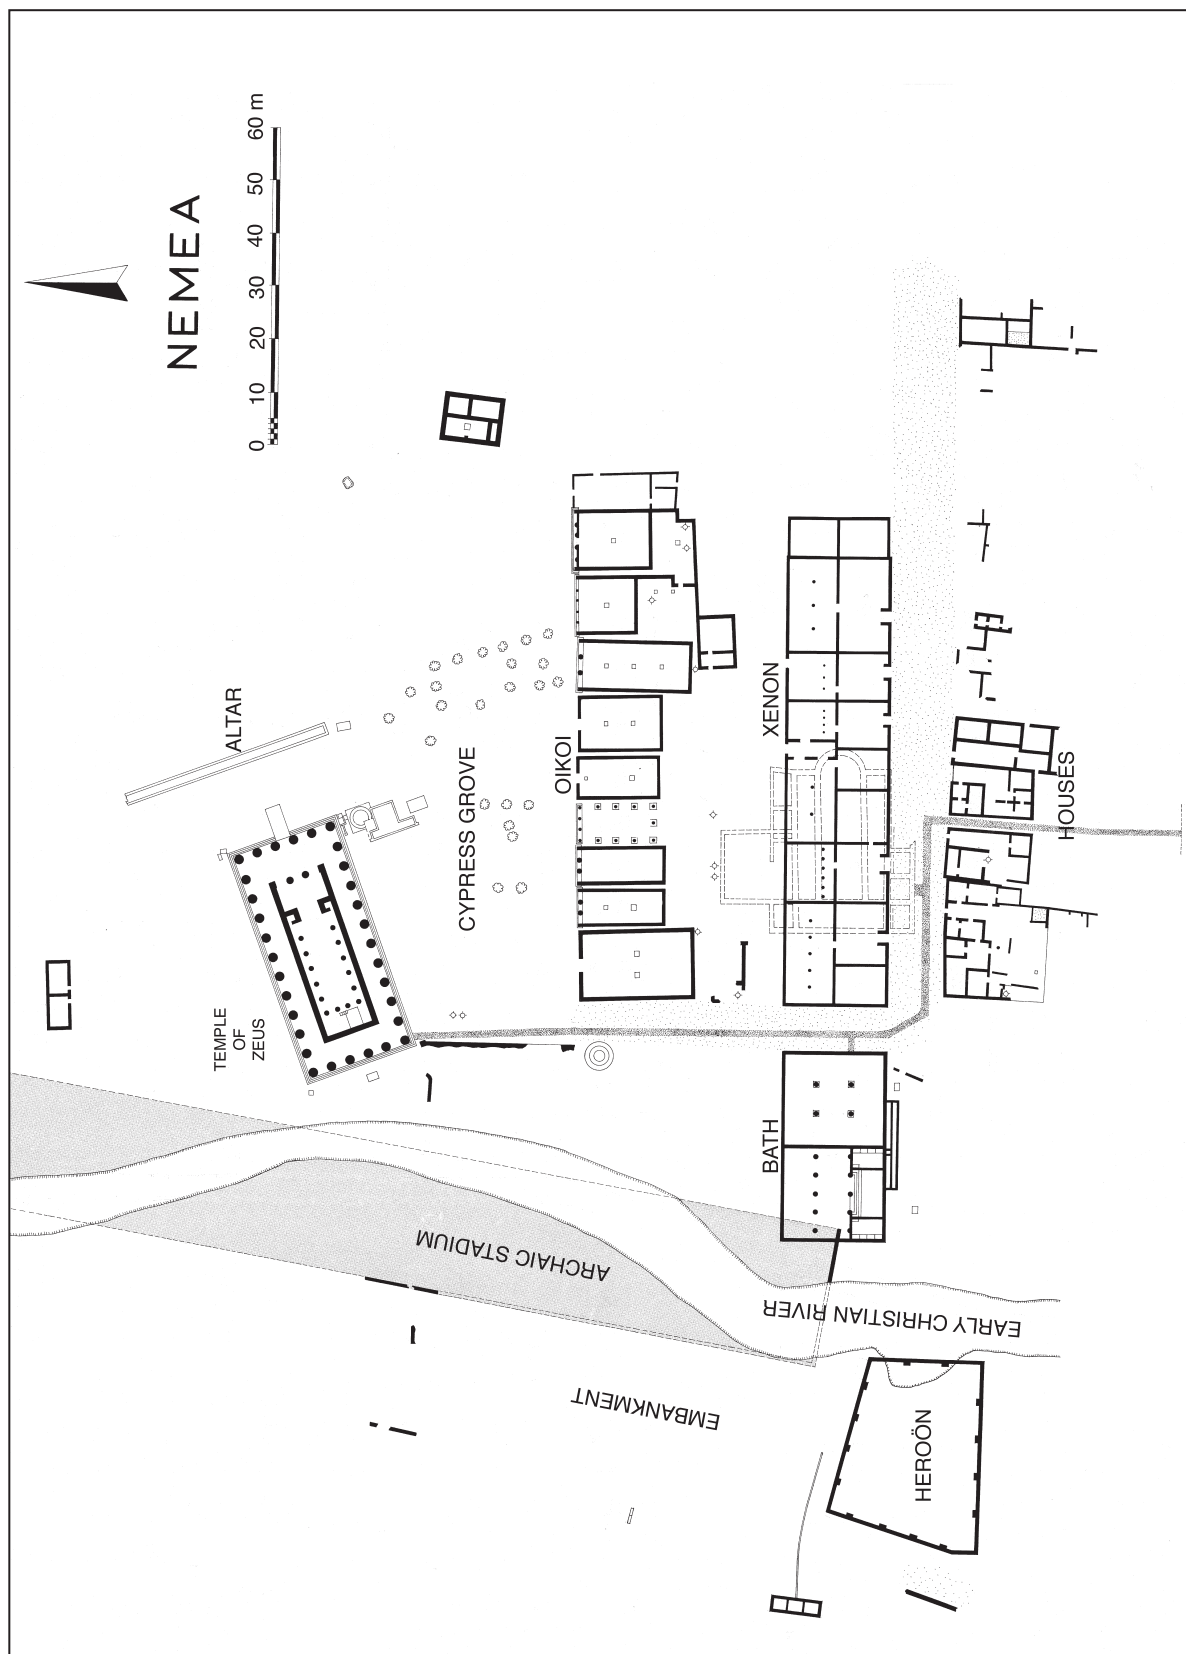 NEMEA
0 10 20 30 40 50 60 m
ALTAR
TEMPLE
OF
ZEUS
CYPRESS GROVE
OIKOI
XENON
HOUSES
BATH
ARCHAIC STADIUM
EARLY CHRISTIAN RIVER
EMBANKMENT
HEROÖN